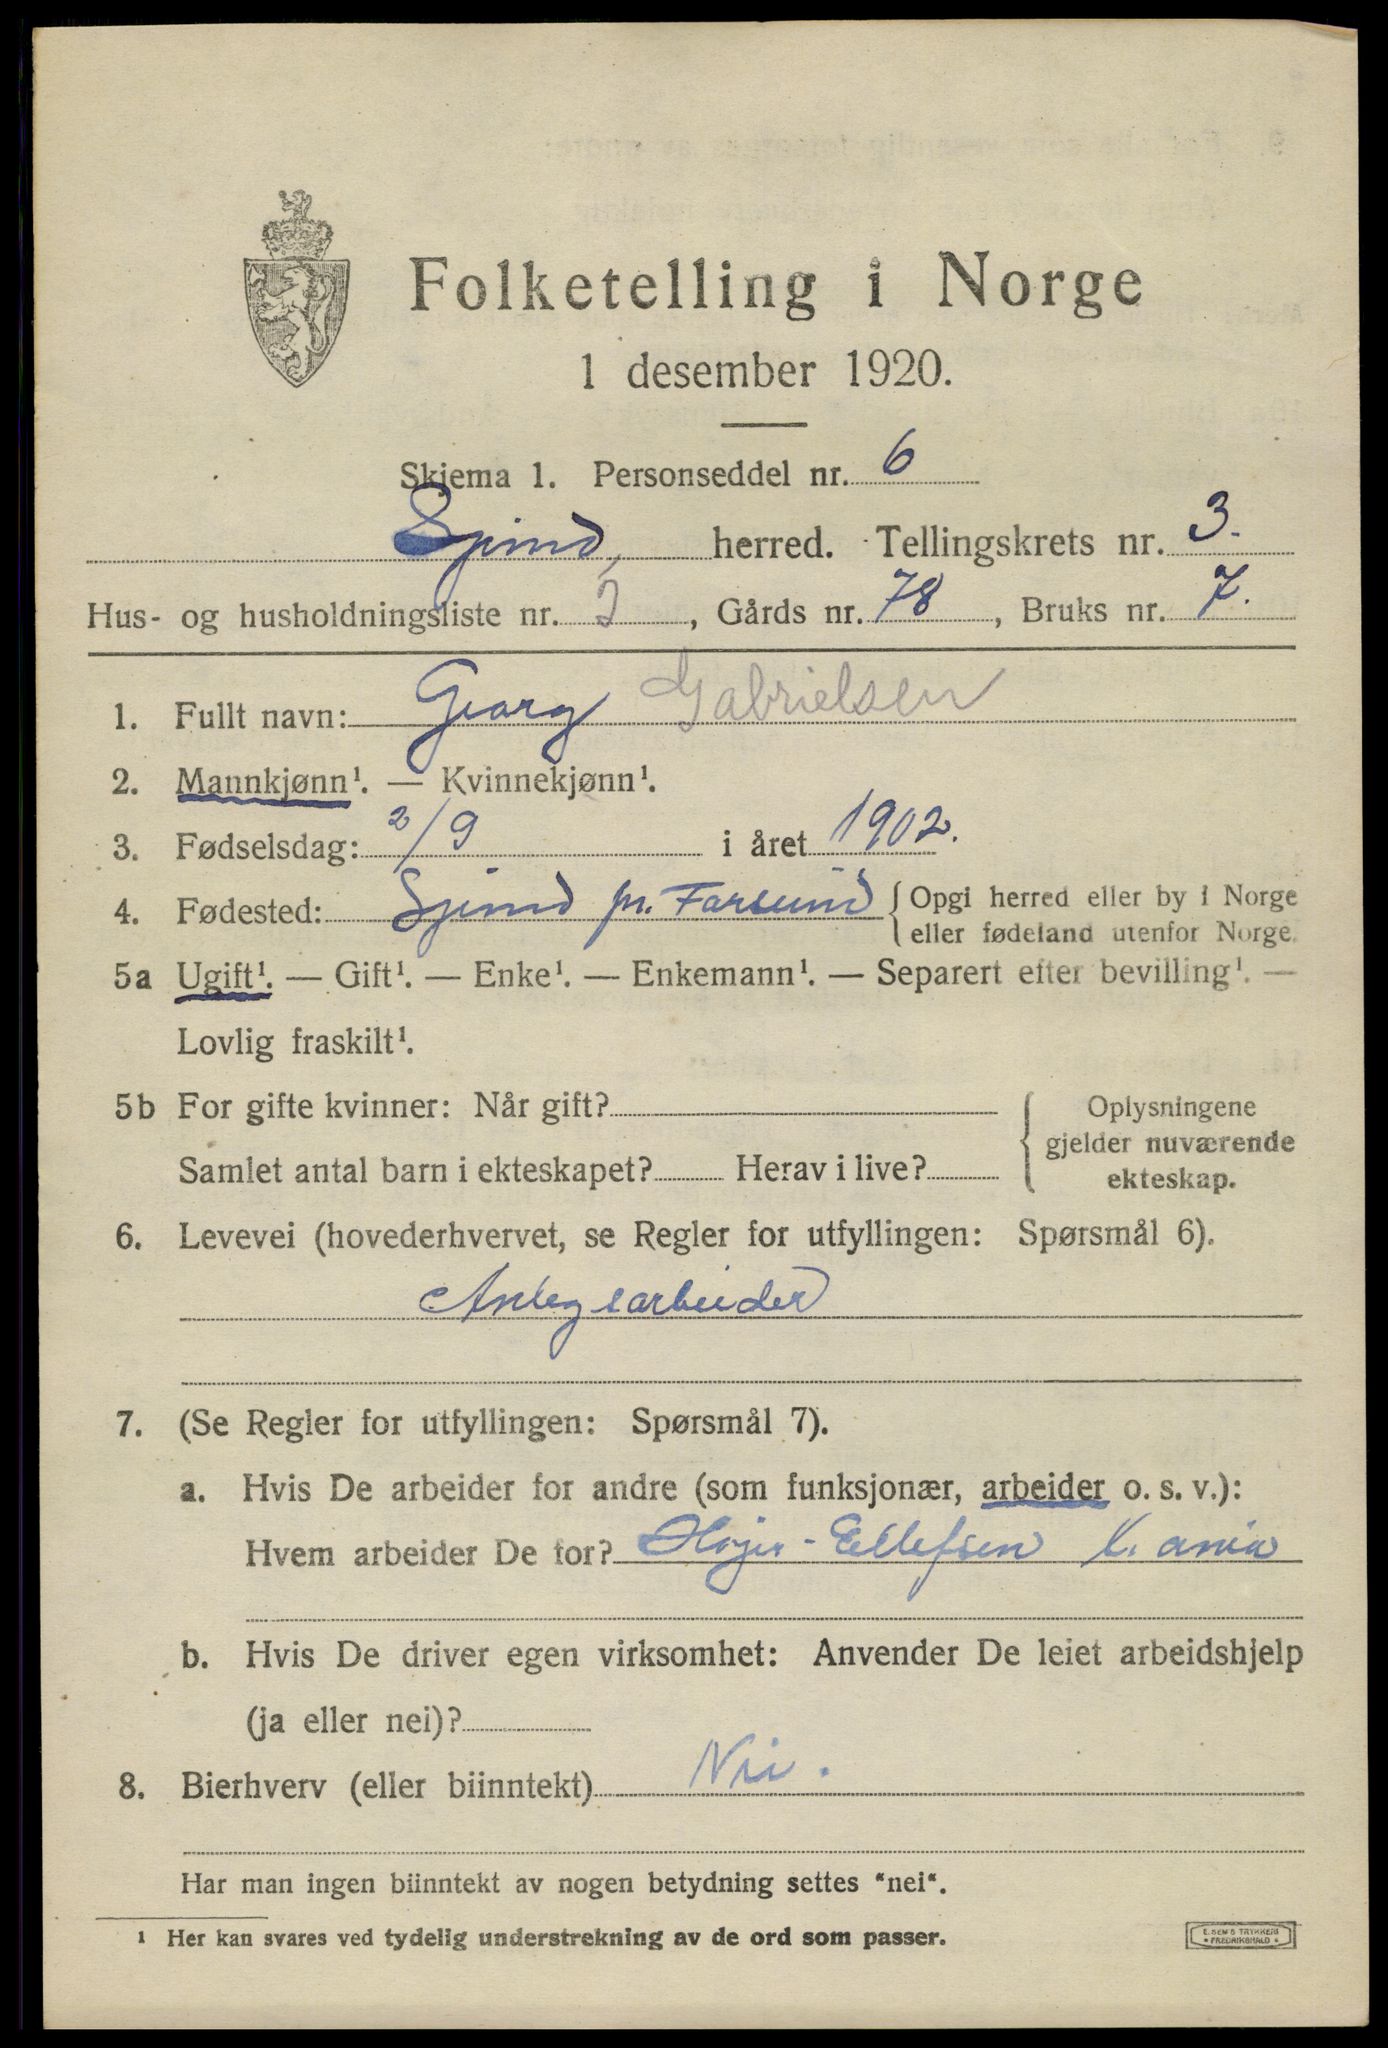 Folketelling i Norge
1 desember 1920.
Skjema 1. Personseddel nr. 6
Spind, herred. Tellingskrets nr. 3.
Hus- og husholdningsliste nr. 2, Gårds nr. 78, Bruks nr. 7.
1. Fullt navn: Georg Gabrielsen
2. Mannkjønn¹. — Kvinnekjønn¹.
3. Fødselsdag: 2/9 i året 1902.
4. Fødested: Spind pr. Farsund { Opgi herred eller by i Norge
eller fødeland utenfor Norge.
5a Ugift¹. — Gift¹. — Enke¹. — Enkemann¹. — Separert efter bevilling¹. —
Lovlig fraskilt¹.
5b For gifte kvinner: Når gift?
Samlet antal barn i ekteskapet? Herav i live?
{ Oplysningene
gjelder nuværende
ekteskap.
6. Levevei (hovederhvervet, se Regler for utfyllingen: Spørsmål 6).
Anlegsarbeider
7. (Se Regler for utfyllingen: Spørsmål 7).
a. Hvis De arbeider for andre (som funksjonær, arbeider o. s. v.):
Hvem arbeider De for? Høyer-Ellefsen K.ania
b. Hvis De driver egen virksomhet: Anvender De leiet arbeidshjelp
(ja eller nei)?
8. Bierhverv (eller biinntekt) Nei.
Har man ingen biinntekt av nogen betydning settes "nei".
¹ Her kan svares ved tydelig understrekning av de ord som passer.
E. SEM'S TRYKKERI
• FREDRIKSHALD •